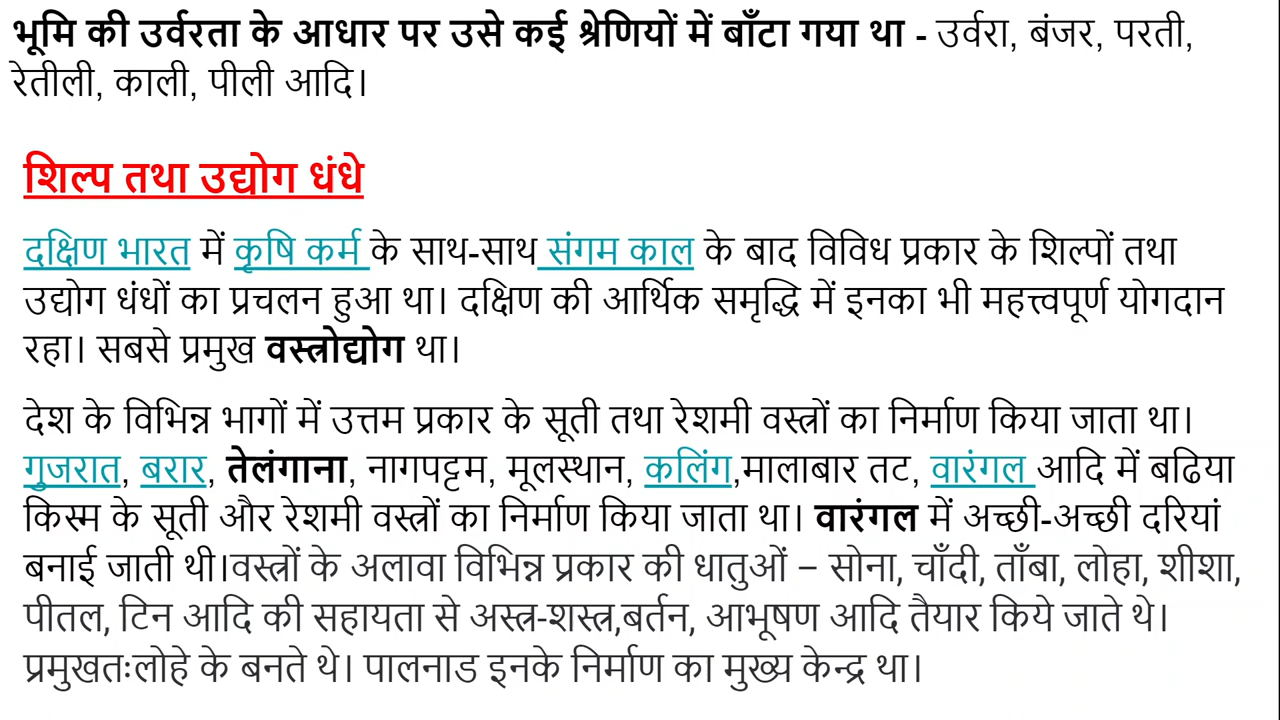 भूमि की उर्वरता के आधार पर उसे कई श्रेणियों में बाँटा गया था - उर्वरा, बंजर, परती,
रेतीली, काली, पीली आदि।
शिल्प तथा उद्योग धंधे
दक्षिण भारत में कृषि कर्म के साथ-साथ संगम काल के बाद विविध प्रकार के शिल्पों तथा
उद्योग धंधों का प्रचलन हुआ था। दक्षिण की आर्थिक समृद्धि में इनका भी महत्त्वपूर्ण योगदान
रहा। सबसे प्रमुख वस्त्रोद्योग था।
देश के विभिन्न भागों में उत्तम प्रकार के सूती तथा रेशमी वस्त्रों का निर्माण किया जाता था।
गुजरात, बरार, तेलंगाना, नागपट्टम, मूलस्थान, कलिंग,मालाबार तट, वारंगल आदि में बढिया
किस्म के सूती और रेशमी वस्त्रों का निर्माण किया जाता था। वारंगल में अच्छी-अच्छी दरियां
बनाई जाती थी।वस्त्रों के अलावा विभिन्न प्रकार की धातुओं – सोना, चाँदी, ताँबा, लोहा, शीशा,
पीतल, टिन आदि की सहायता से अस्त्र-शस्त्र,बर्तन, आभूषण आदि तैयार किये जाते थे।
प्रमुखतःलोहे के बनते थे। पालनाड इनके निर्माण का मुख्य केन्द्र था।